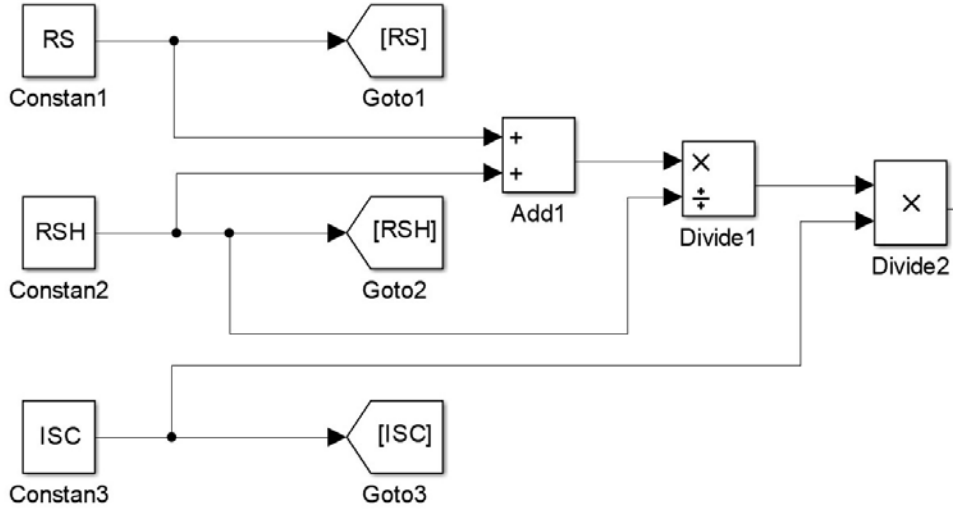 RS
[RS]
Constan1
Goto1
+
+
Add1
×
÷
Divide1
×
Divide2
RSH
[RSH]
Constan2
Goto2
ISC
[ISC]
Constan3
Goto3